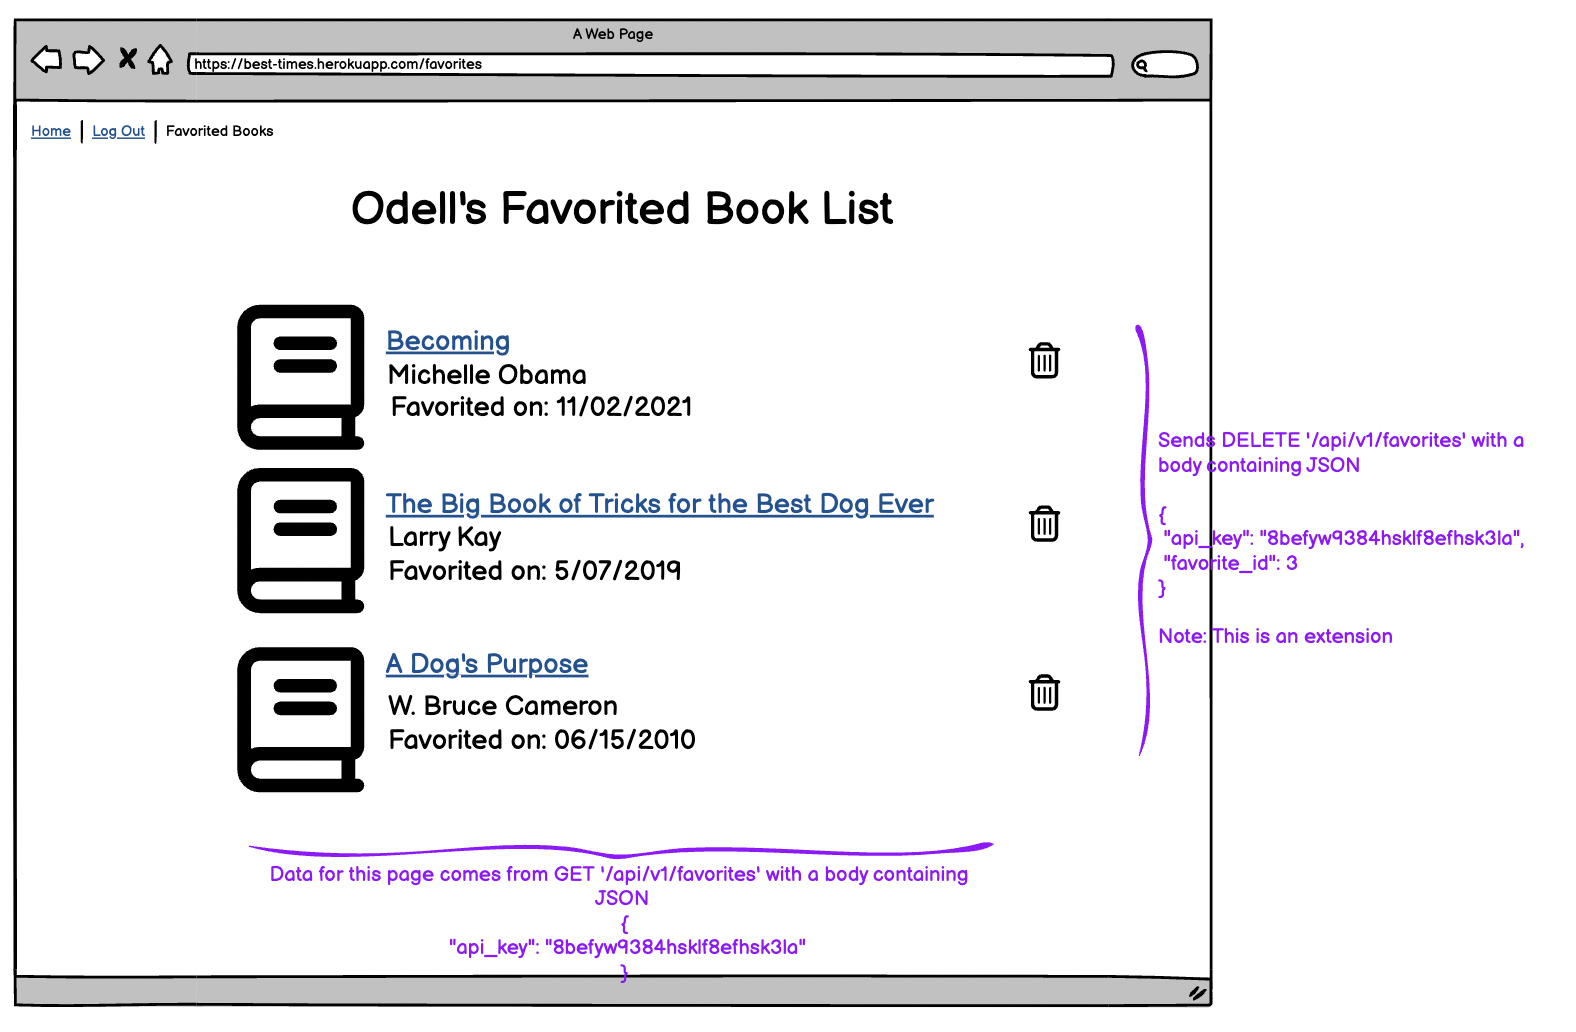 A Web Page
https://best-times.herokuapp.com/favorites
Home | Log Out | Favorited Books
Odell's Favorited Book List
Becoming
Michelle Obama
Favorited on: 11/02/2021
The Big Book of Tricks for the Best Dog Ever
Larry Kay
Favorited on: 5/07/2019
A Dog's Purpose
W. Bruce Cameron
Favorited on: 06/15/2010
Sends DELETE '/api/v1/favorites' with a
body containing JSON
{
"api_key": "8befyw9384hsklf8efhsk3la",
"favorite_id": 3
}
Note: This is an extension
Data for this page comes from GET '/api/v1/favorites' with a body containing
JSON
{
"api_key": "8befyw9384hsklf8efhsk3la"
}